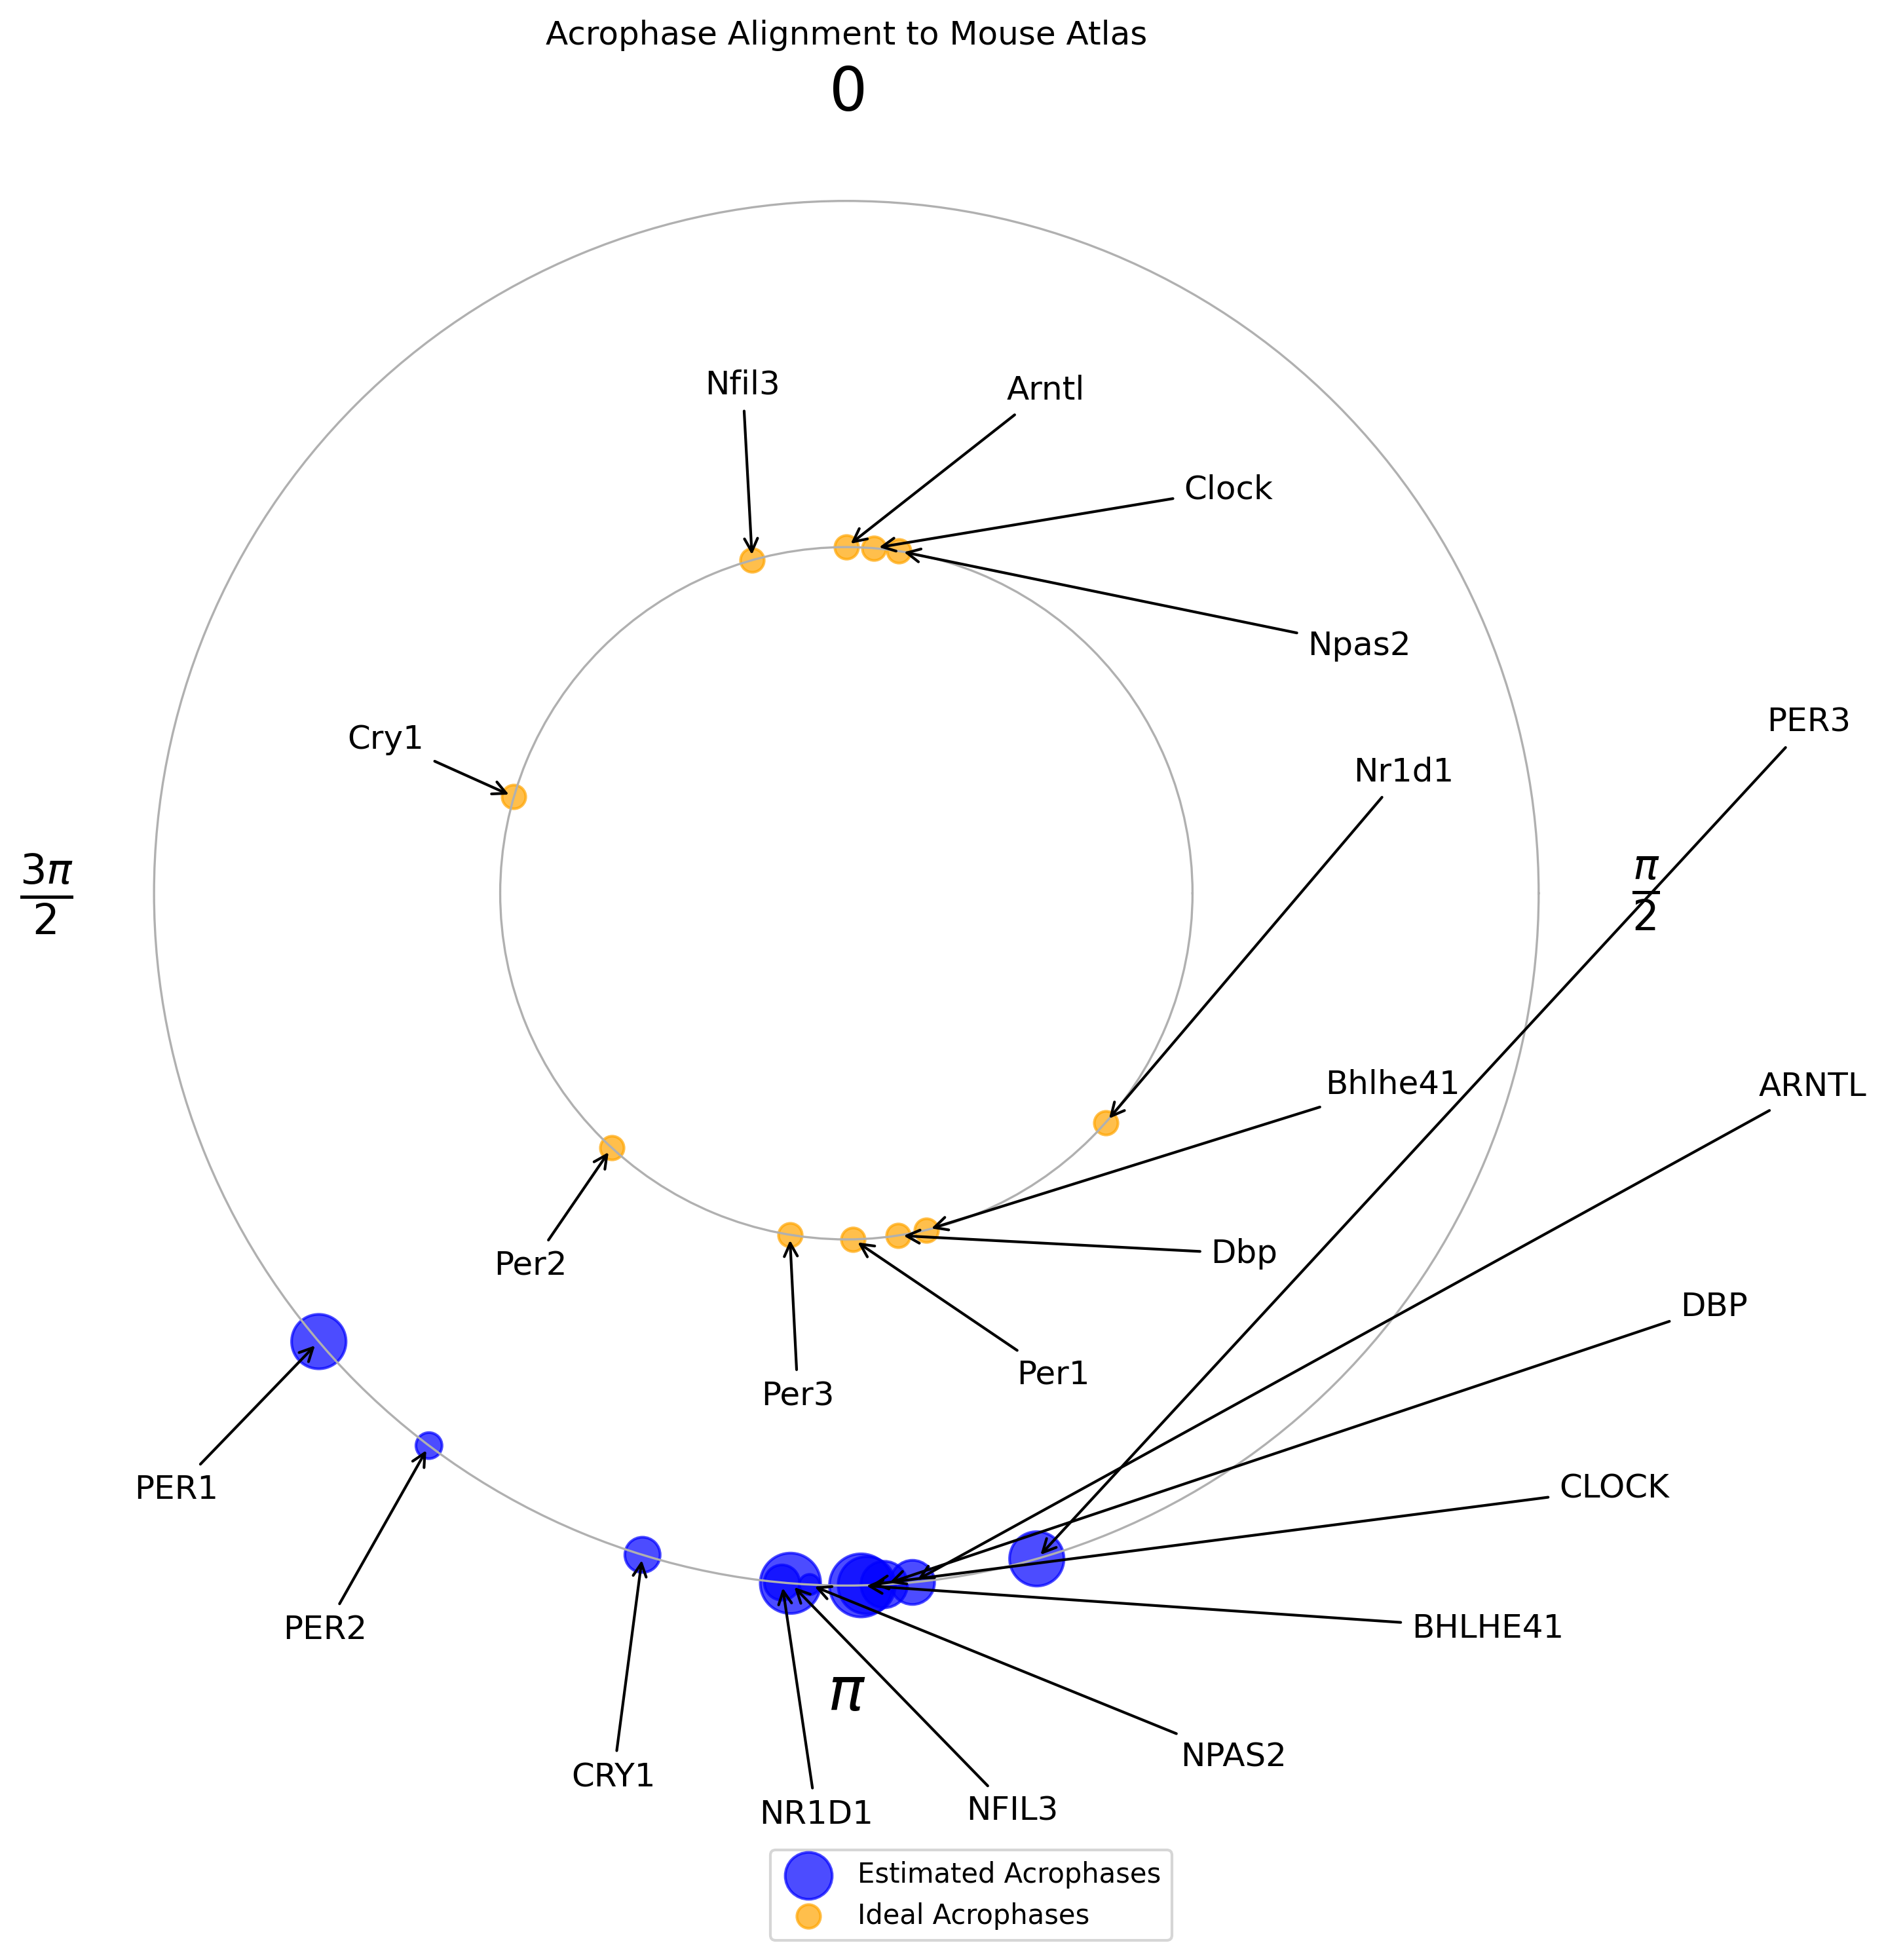 Acrophase Alignment to Mouse Atlas
0
Nfil3
Arntl
Clock
Npas2
PER3
Cry1
Nr1d1
3π/2
π/2
Bhlhe41
ARNTL
Per2
Dbp
DBP
Per3
Per1
PER1
CLOCK
PER2
BHLHE41
π
CRY1
NPAS2
NR1D1
NFIL3
Estimated Acrophases
Ideal Acrophases